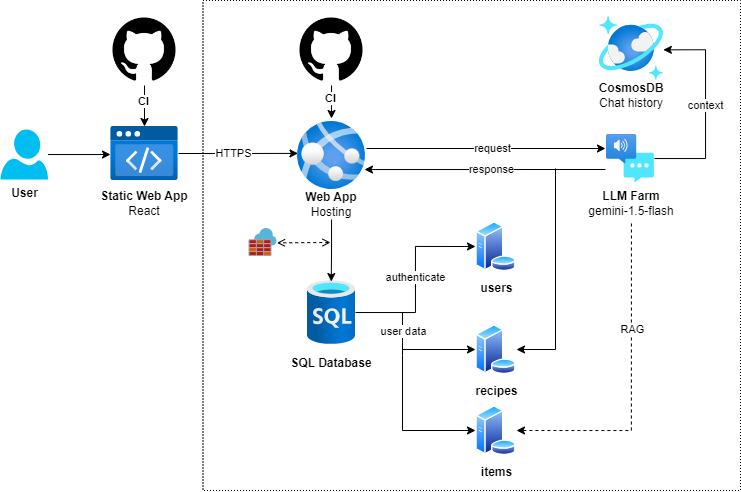 CI
CI
CosmosDB
Chat history
context
HTTPS
request
response
User
Static Web App
React
Web App
Hosting
LLM Farm
gemini-1.5-flash
authenticate
users
SQL
user data
RAG
SQL Database
recipes
items